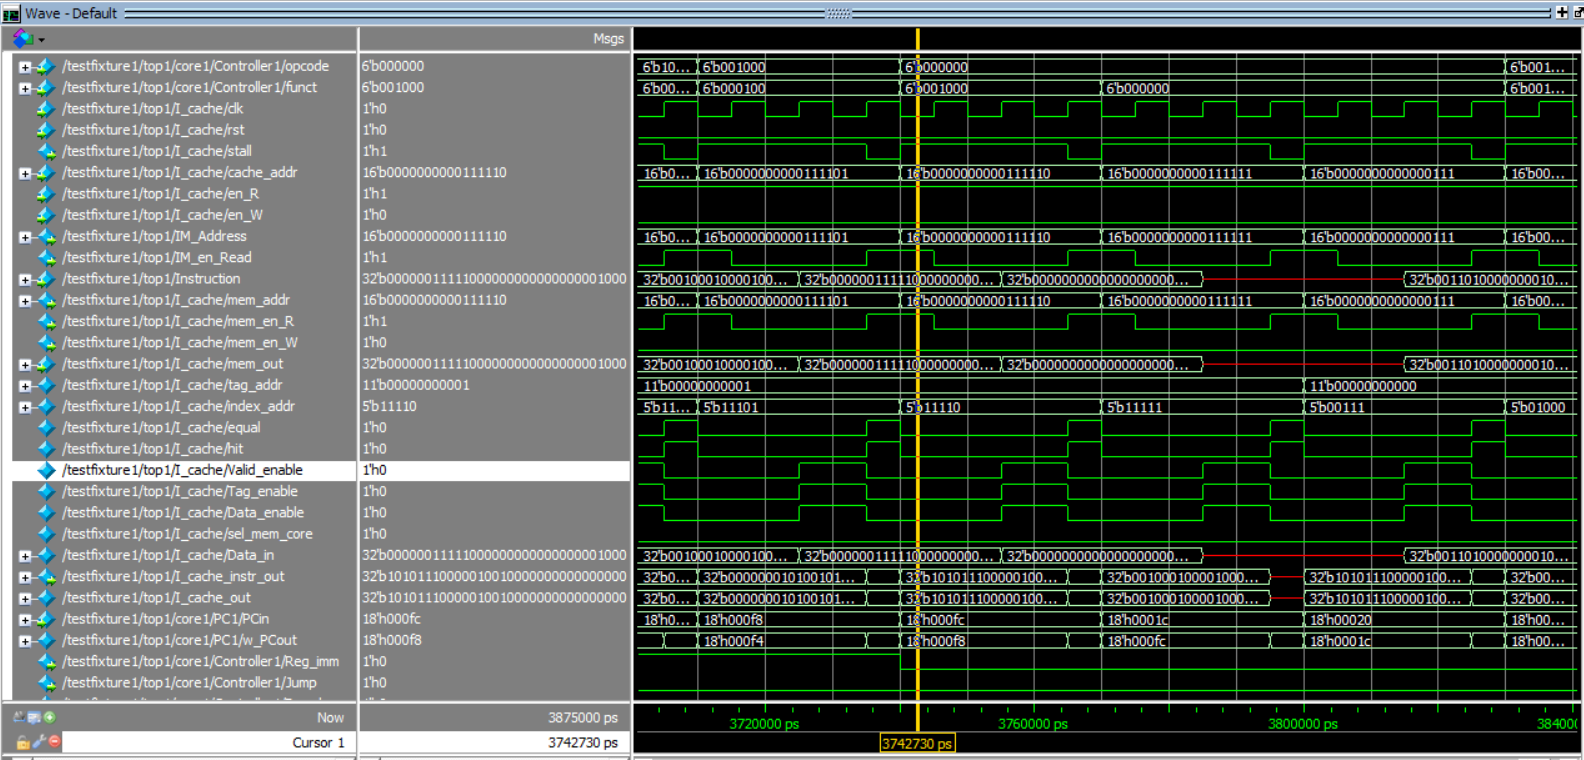 Wave - Default
Msgs
/testfixture1/top1/core1/Controller1/opcode 6'b000000 6'b10... 6'b001000 6'b000000 6'b001...
/testfixture1/top1/core1/Controller1/funct 6'b001000 6'b00... 6'b000100 6'b001000 6'b000000 6'b001...
/testfixture1/top1/I_cache/clk 1'h0
/testfixture1/top1/I_cache/rst 1'h0
/testfixture1/top1/I_cache/stall 1'h1
/testfixture1/top1/I_cache/cache_addr 16'b0000000000111110 16'b0... 16'b0000000000111101 16'b0000000000111110 16'b0000000000111111 16'b0000000000000111 16'b00...
/testfixture1/top1/I_cache/en_R 1'h1
/testfixture1/top1/I_cache/en_W 1'h0
/testfixture1/top1/IM_Address 16'b0000000000111110 16'b0... 16'b0000000000111101 16'b0000000000111110 16'b0000000000111111 16'b0000000000000111 16'b00...
/testfixture1/top1/IM_en_Read 1'h1
/testfixture1/top1/Instruction 32'b00000011111000000000000000001000 32'b00100010000100... 32'b000000111110000000000... 32'b000000000000000000... 32'b001101000000010...
/testfixture1/top1/I_cache/mem_addr 16'b0000000000111110 16'b0... 16'b0000000000111101 16'b0000000000111110 16'b0000000000111111 16'b0000000000000111 16'b00...
/testfixture1/top1/I_cache/mem_en_R 1'h1
/testfixture1/top1/I_cache/mem_en_W 1'h0
/testfixture1/top1/I_cache/mem_out 32'b00000011111000000000000000001000 32'b00100010000100... 32'b000000111110000000000... 32'b000000000000000000... 32'b001101000000010...
/testfixture1/top1/I_cache/tag_addr 11'b00000000001 11'b00000000001 11'b00000000000
/testfixture1/top1/I_cache/index_addr 5'b11110 5'b11... 5'b11101 5'b11110 5'b11111 5'b00111 5'b01000
/testfixture1/top1/I_cache/equal 1'h0
/testfixture1/top1/I_cache/hit 1'h0
/testfixture1/top1/I_cache/Valid_enable 1'h0
/testfixture1/top1/I_cache/Tag_enable 1'h0
/testfixture1/top1/I_cache/Data_enable 1'h0
/testfixture1/top1/I_cache/sel_mem_core 1'h0
/testfixture1/top1/I_cache/Data_in 32'b00000011111000000000000000001000 32'b00100010000100... 32'b000000111110000000000... 32'b000000000000000000... 32'b001101000000010...
/testfixture1/top1/I_cache_instr_out 32'b10101110000010010000000000000000 32'b0... 32'b0000000010100101... 32'b101011100000100... 32'b001000100001000... 32'b101011100000100... 32'b00...
/testfixture1/top1/I_cache_out 32'b10101110000010010000000000000000 32'b0... 32'b0000000010100101... 32'b101011100000100... 32'b001000100001000... 32'b101011100000100... 32'b00...
/testfixture1/top1/core1/PC1/PCin 18'h000fc 18'h0... 18'h000f8 18'h000fc 18'h0001c 18'h00020 18'h00...
/testfixture1/top1/core1/PC1/w_PCout 18'h000f8 18'h000f4 18'h000f8 18'h000fc 18'h0001c 18'h00...
/testfixture1/top1/core1/Controller1/Reg_imm 1'h0
/testfixture1/top1/core1/Controller1/Jump 1'h0
Now 3875000 ps 3720000 ps 3760000 ps 3800000 ps
Cursor 1 3742730 ps 3742730 ps